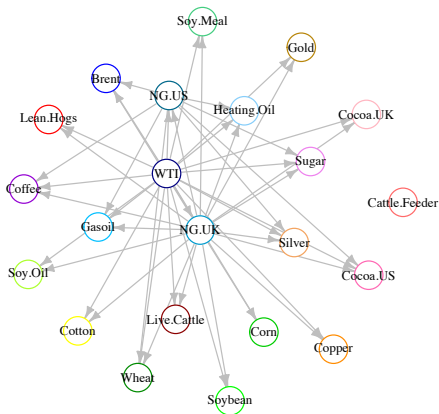 Soy.Meal
Gold
Brent
NG.US
Heating.Oil
Lean.Hogs
Cocoa.UK
Sugar
WTI
Coffee
Cattle.Feeder
Gasoil
NG.UK
Silver
Soy.Oil
Cocoa.US
Live.Cattle
Cotton
Corn
Copper
Wheat
Soybean